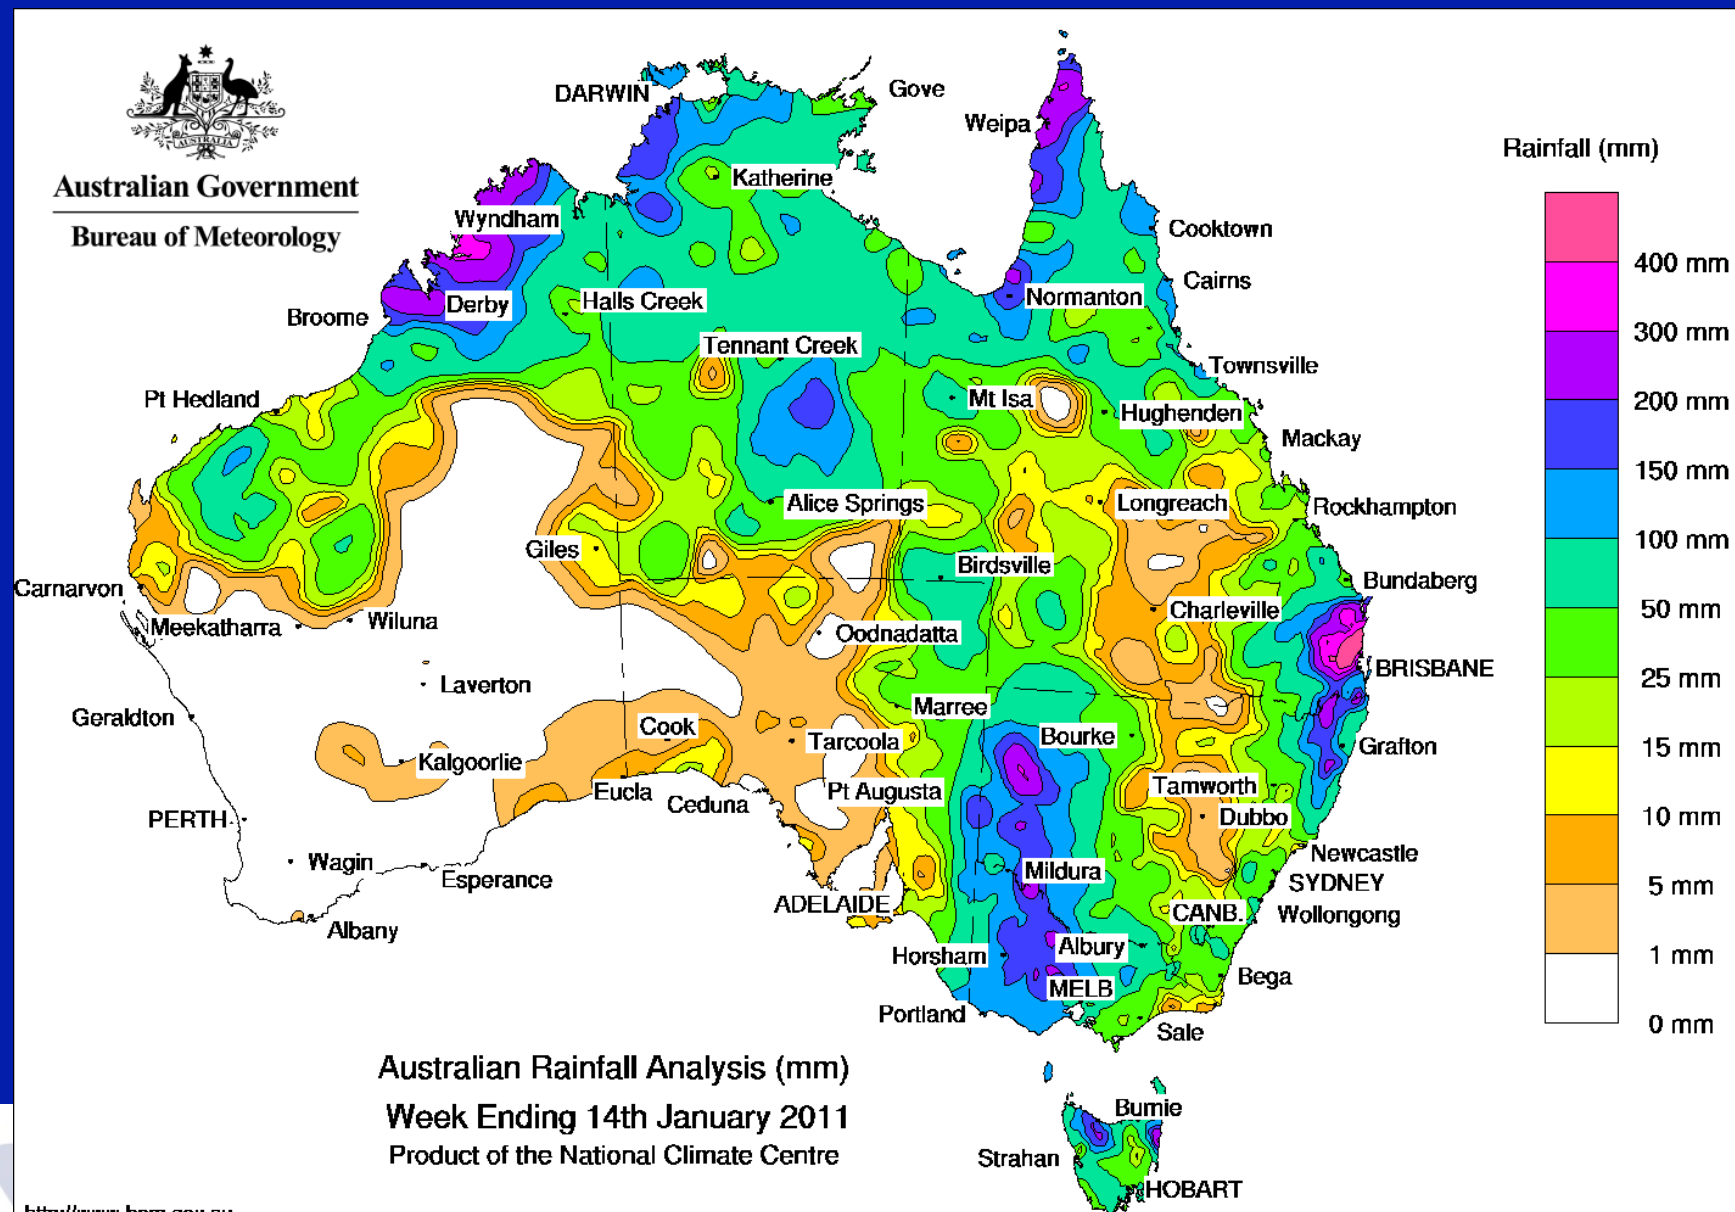 AUSTRALIA
Australian Government
Bureau of Meteorology
DARWIN
Gove
Weipa
Katherine
Wyndham
Cooktown
Cairns
Derby
Halls Creek
Normanton
Broome
Tennant Creek
Townsville
Pt Hedland
Mt Isa
Hughenden
Mackay
Alice Springs
Longreach
Rockhampton
Giles
Birdsville
Bundaberg
Carnarvon
Meekatharra
Wiluna
Charleville
Oodnadatta
BRISBANE
Laverton
Geraldton
Marree
Cook
Tarcoola
Bourke
Grafton
Kalgoorlie
Eucla
Ceduna
Pt Augusta
Tamworth
PERTH
Dubbo
Wagin
Esperance
Mildura
Newcastle
SYDNEY
ADELAIDE
CANB.
Wollongong
Albany
Horsham
Albury
Bega
MELB
Portland
Sale
Burnie
Strahan
HOBART
Rainfall (mm)
400 mm
300 mm
200 mm
150 mm
100 mm
50 mm
25 mm
15 mm
10 mm
5 mm
1 mm
0 mm
Australian Rainfall Analysis (mm)
Week Ending 14th January 2011
Product of the National Climate Centre